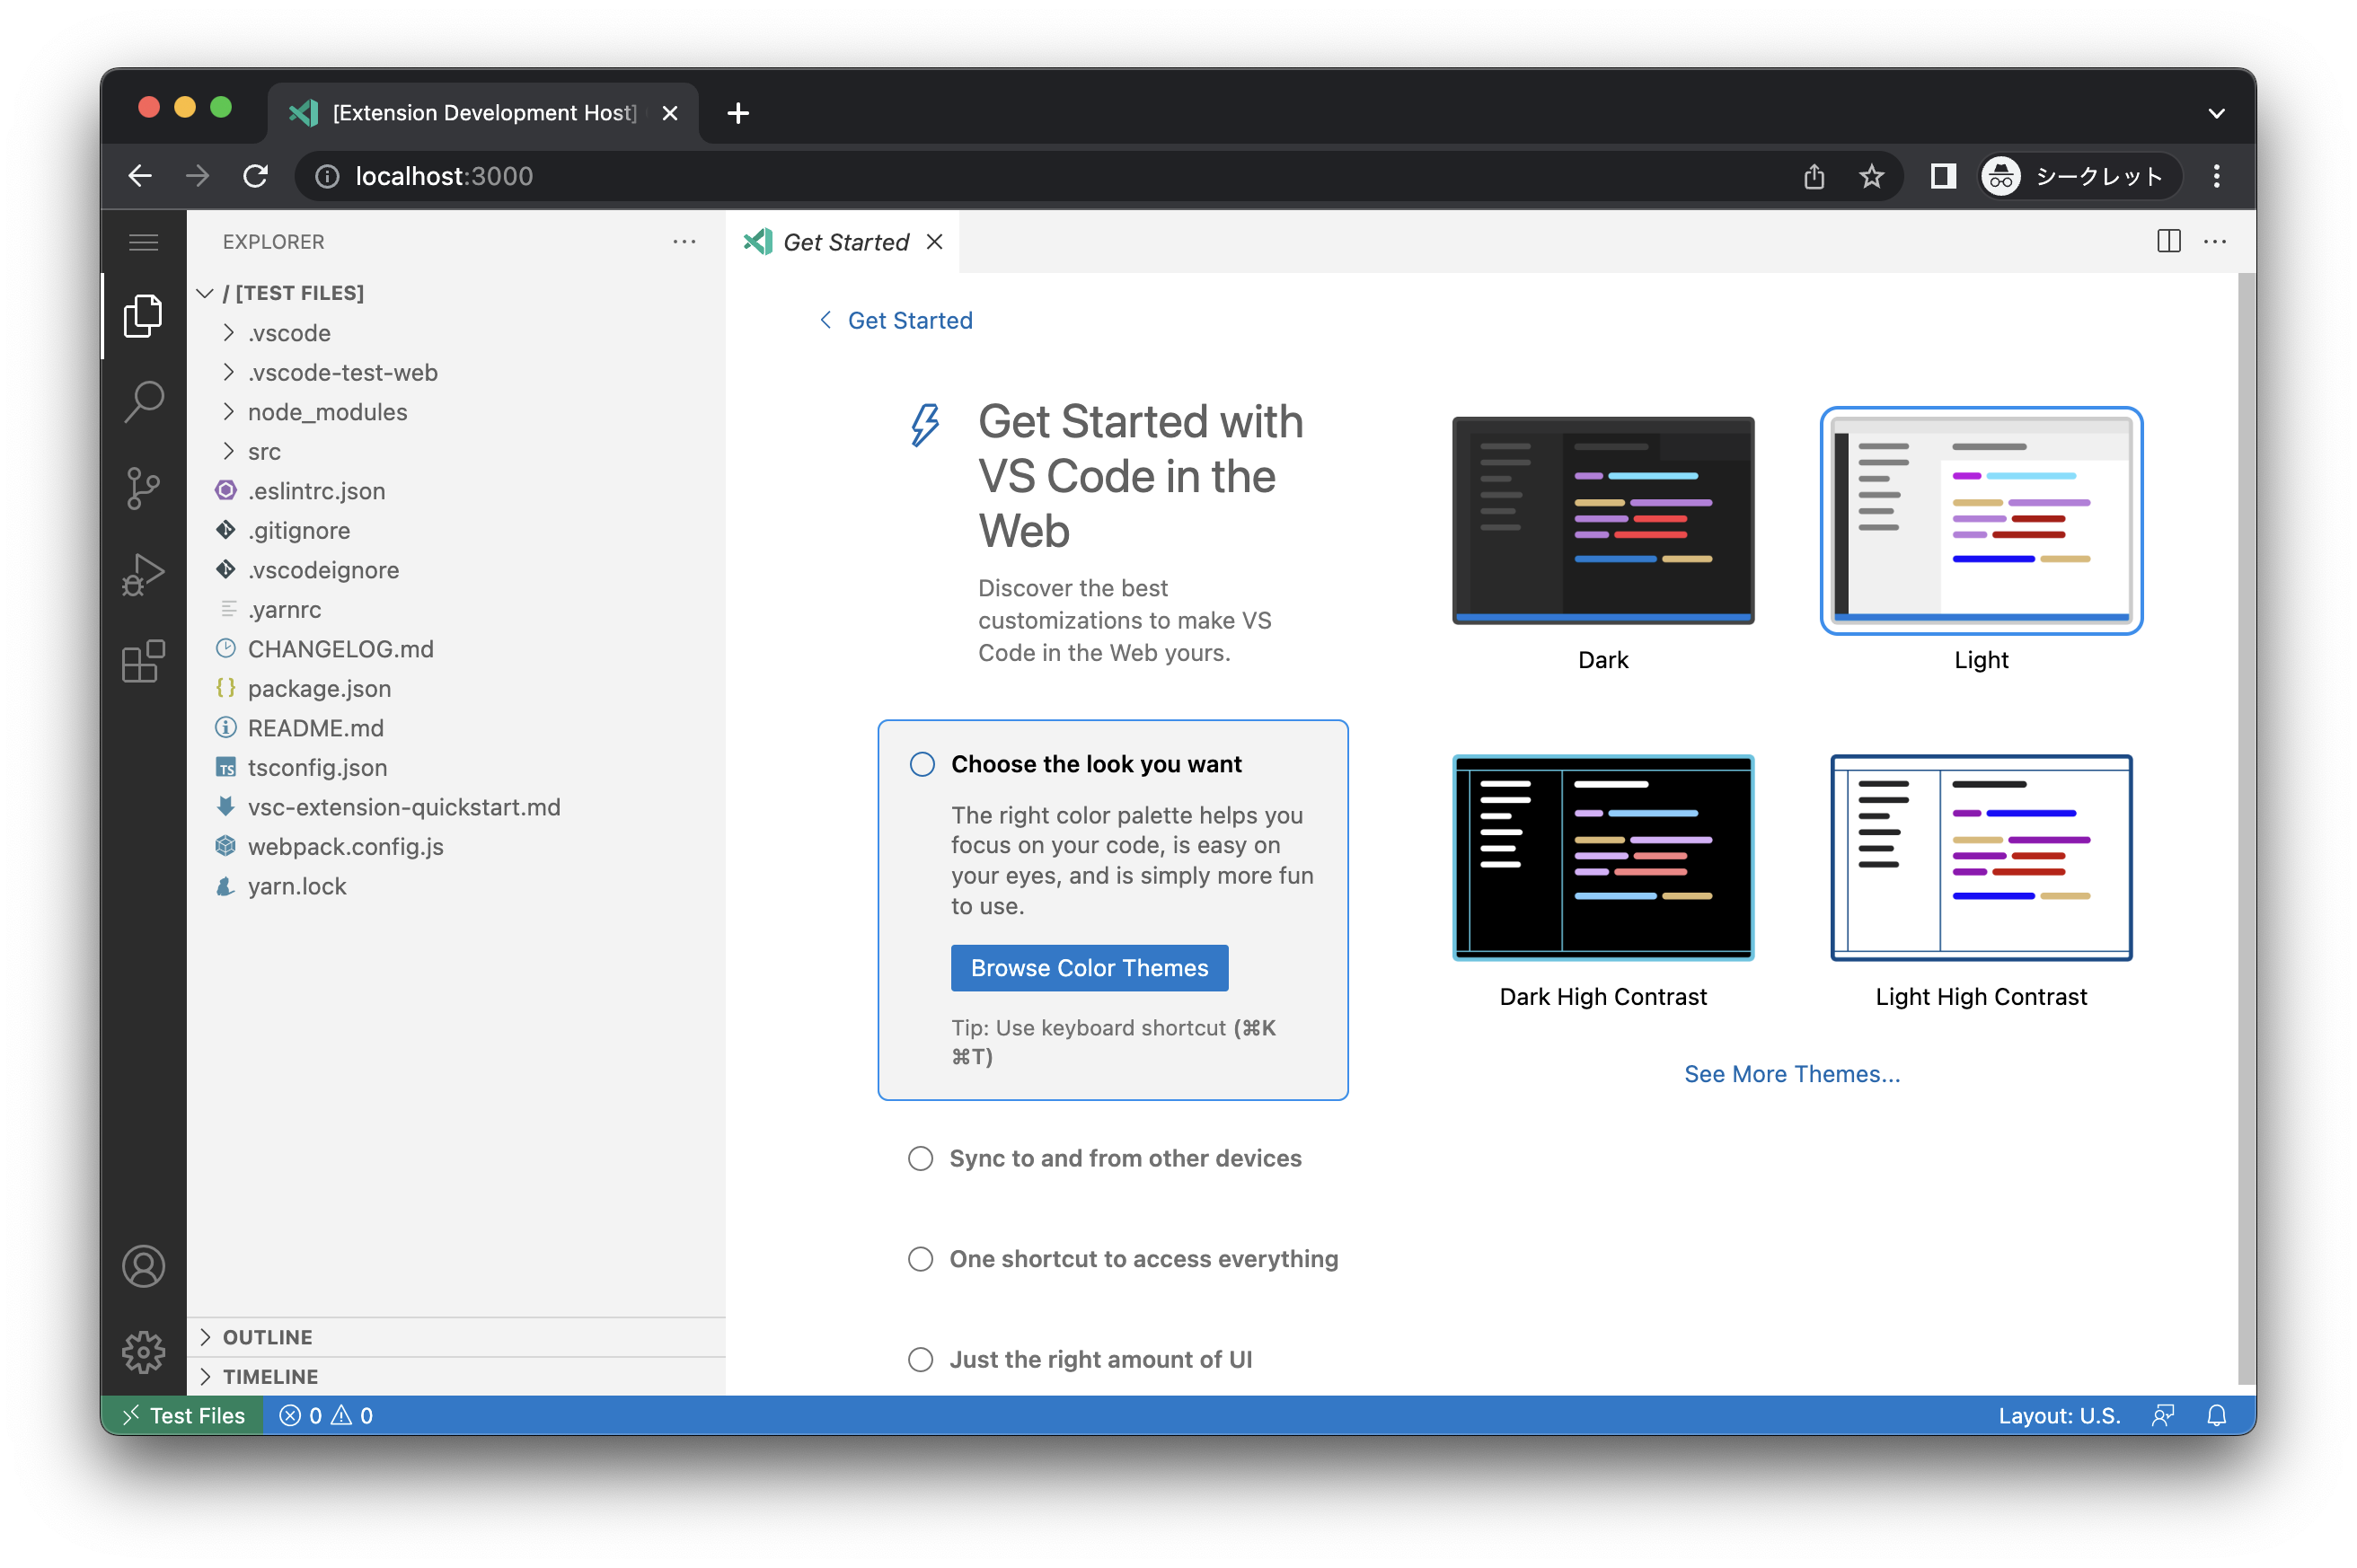 [Extension Development Host]
localhost:3000
シークレット
EXPLORER
/ [TEST FILES]
.vscode
.vscode-test-web
node_modules
src
.eslintrc.json
.gitignore
.vscodeignore
.yarnrc
CHANGELOG.md
package.json
README.md
tsconfig.json
vsc-extension-quickstart.md
webpack.config.js
yarn.lock
OUTLINE
TIMELINE
Get Started
Get Started
Get Started with
VS Code in the
Web
Discover the best
customizations to make VS
Code in the Web yours.
Choose the look you want
The right color palette helps you
focus on your code, is easy on
your eyes, and is simply more fun
to use.
Browse Color Themes
Tip: Use keyboard shortcut (⌘K
⌘T)
Sync to and from other devices
One shortcut to access everything
Just the right amount of UI
Dark
Light
Dark High Contrast
Light High Contrast
See More Themes...
Test Files
0 0
Layout: U.S.